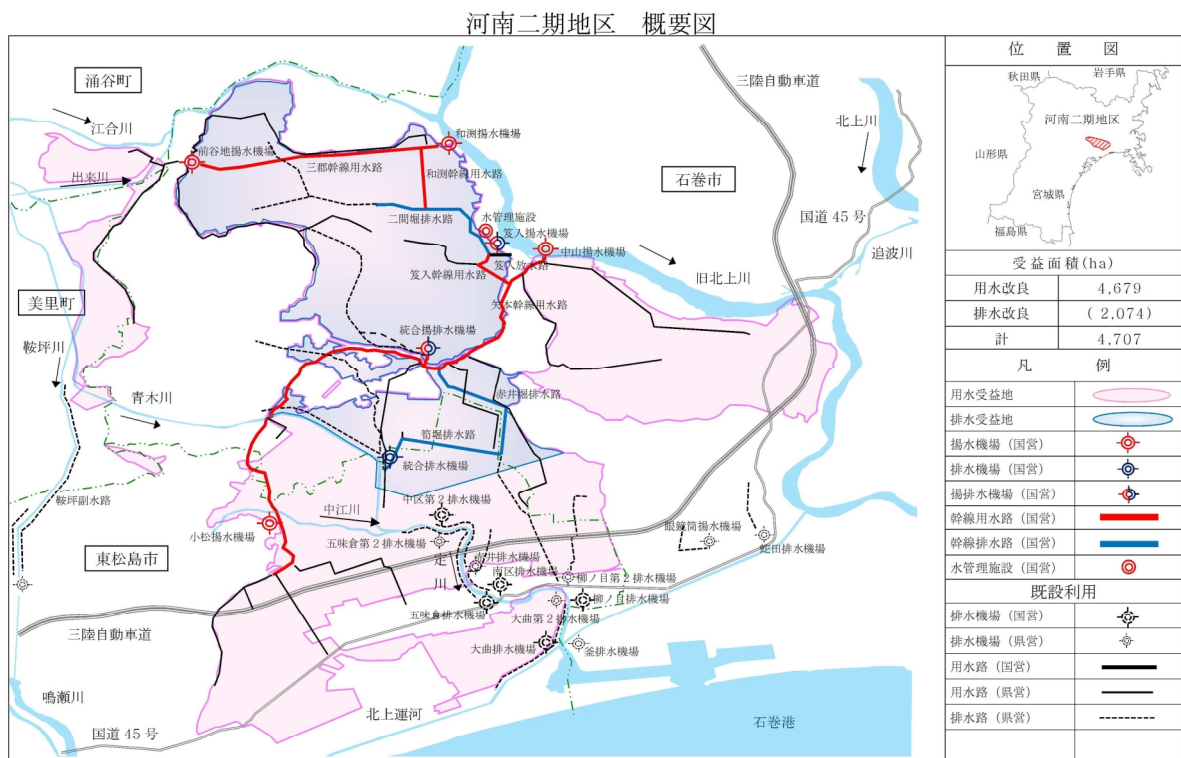 河南二期地区　概要図
涌谷町
江合川
前谷地揚水機場
出来川
三郡幹線用水路
和渕揚水機場
和渕幹線用水路
二間堀排水路
水管理施設
笈入揚水機場
中山揚水機場
笈入放水路
笈入幹線用水路
矢本幹線用水路
三陸自動車道
北上川
石巻市
国道 45 号
追波川
旧北上川
美里町
鞍坪川
青木川
統合揚排水機場
赤井堀排水路
筍堀排水路
統合排水機場
鞍坪副水路
中区第２排水機場
中江川
小松揚水機場
五味倉第２排水機場
定
川
赤井排水機場
南区排水機場
眼鏡筒揚水機場
蛇田排水機場
柳ノ目第２排水機場
柳ノ目排水機場
五味倉排水機場
大曲第２排水機場
大曲排水機場
釜排水機場
東松島市
三陸自動車道
鳴瀬川
国道 45 号
北上運河
石巻港
位　置　図
秋田県
岩手県
河南二期地区
山形県
宮城県
福島県
受益面積(ha)
用水改良　4,679
排水改良　( 2,074)
計　4,707
凡　例
用水受益地
排水受益地
揚水機場（国営）
排水機場（国営）
揚排水機場（国営）
幹線用水路（国営）
幹線排水路（国営）
水管理施設（国営）
既設利用
排水機場（国営）
排水機場（県営）
用水路（国営）
用水路（県営）
排水路（県営）